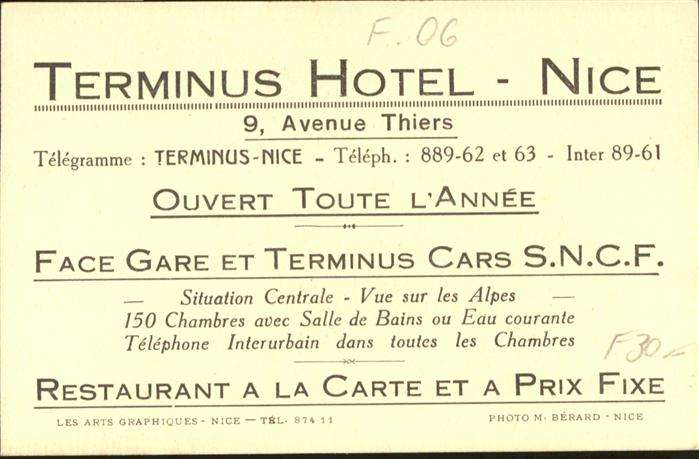 F. 06
TERMINUS HOTEL - NICE
9, Avenue Thiers
Télégramme : TERMINUS-NICE - Téléph. : 889-62 et 63 - Inter 89-61
OUVERT TOUTE L'ANNÉE
FACE GARE ET TERMINUS CARS S.N.C.F.
— Situation Centrale - Vue sur les Alpes —
150 Chambres avec Salle de Bains ou Eau courante
Téléphone Interurbain dans toutes les Chambres
F30-
RESTAURANT A LA CARTE ET A PRIX FIXE
LES ARTS GRAPHIQUES - NICE — TÉL. 874 11
PHOTO M. BÉRARD - NICE